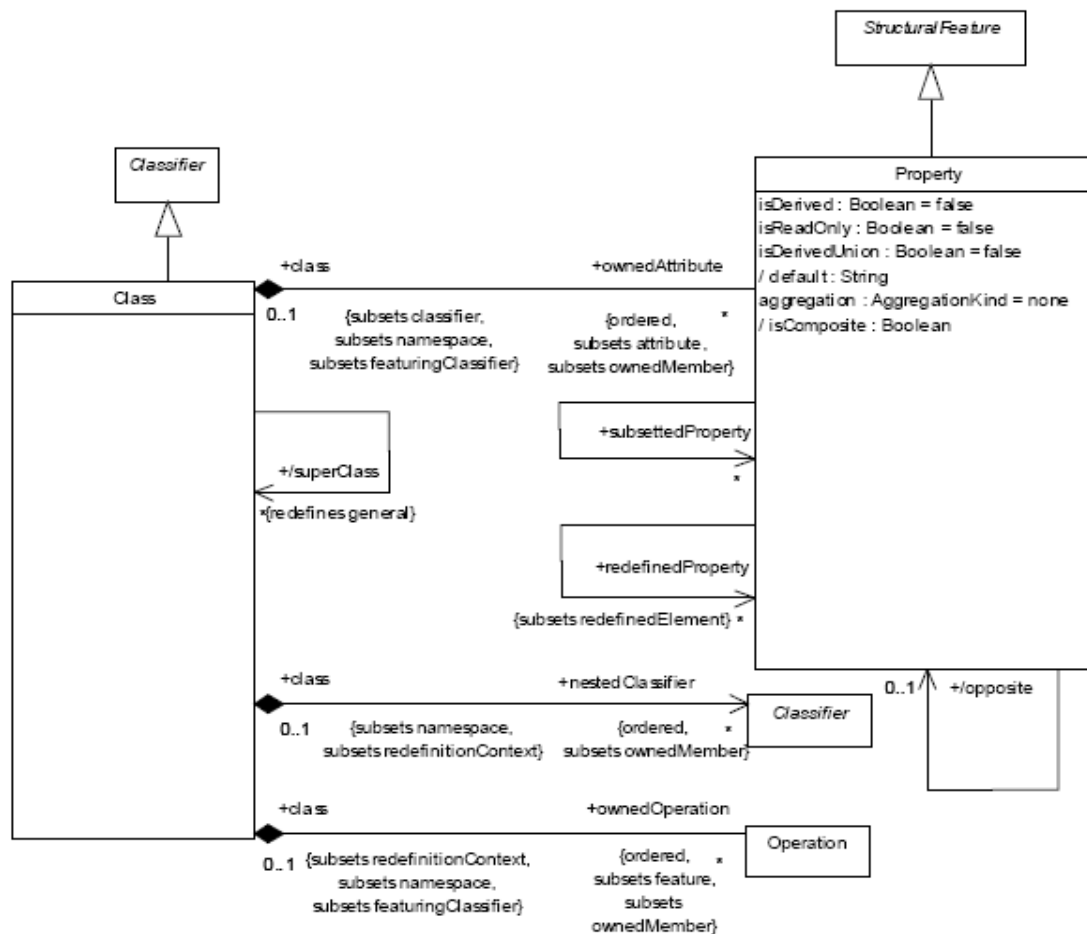 StructuralFeature
Classifier
Property
isDerived : Boolean = false
isReadOnly : Boolean = false
isDerivedUnion : Boolean =false
/ default : String
aggregation : AggregationKind = none
/ isComposite : Boolean
Class
+class
+ownedAttribute
0..1
{subsets classifier,
subsets namespace,
subsets featuringClassifier}
{ordered,
subsets attribute,
subsets ownedMember}
*
+subsettedProperty
*
+/superClass
*{redefines general}
+redefinedProperty
{subsets redefinedElement} *
+class
+nestedClassifier
0..1
{subsets namespace,
subsets redefinitionContext}
{ordered,
subsets ownedMember}
*
Classifier
0..1
+/opposite
+class
+ownedOperation
0..1
{subsets redefinitionContext,
subsets namespace,
subsets featuringClassifier}
{ordered,
subsets feature,
subsets
ownedMember}
*
Operation